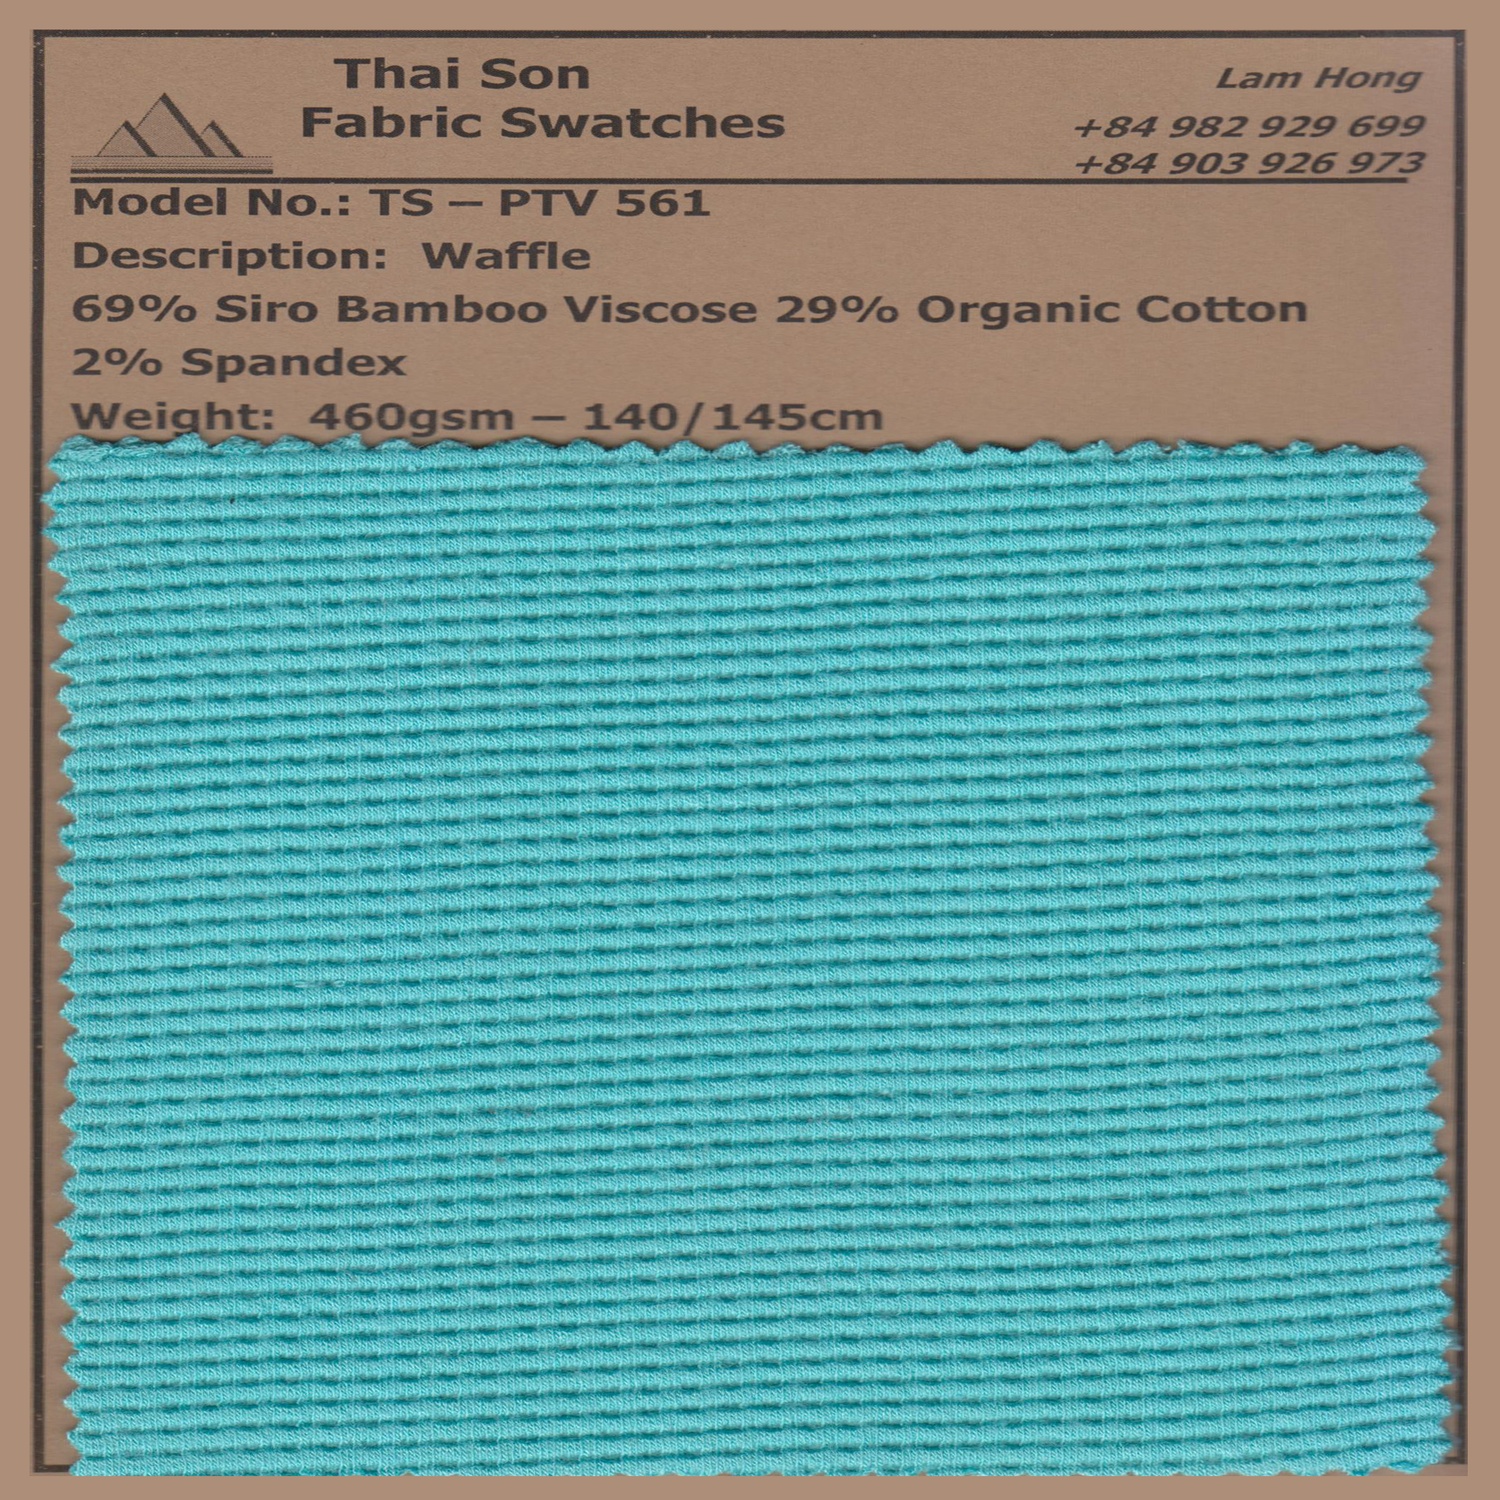 Thai Son
Fabric Swatches
Lam Hong
+84 982 929 699
+84 903 926 973
Model No.: TS – PTV 561
Description: Waffle
69% Siro Bamboo Viscose 29% Organic Cotton
2% Spandex
Weight: 460gsm – 140/145cm